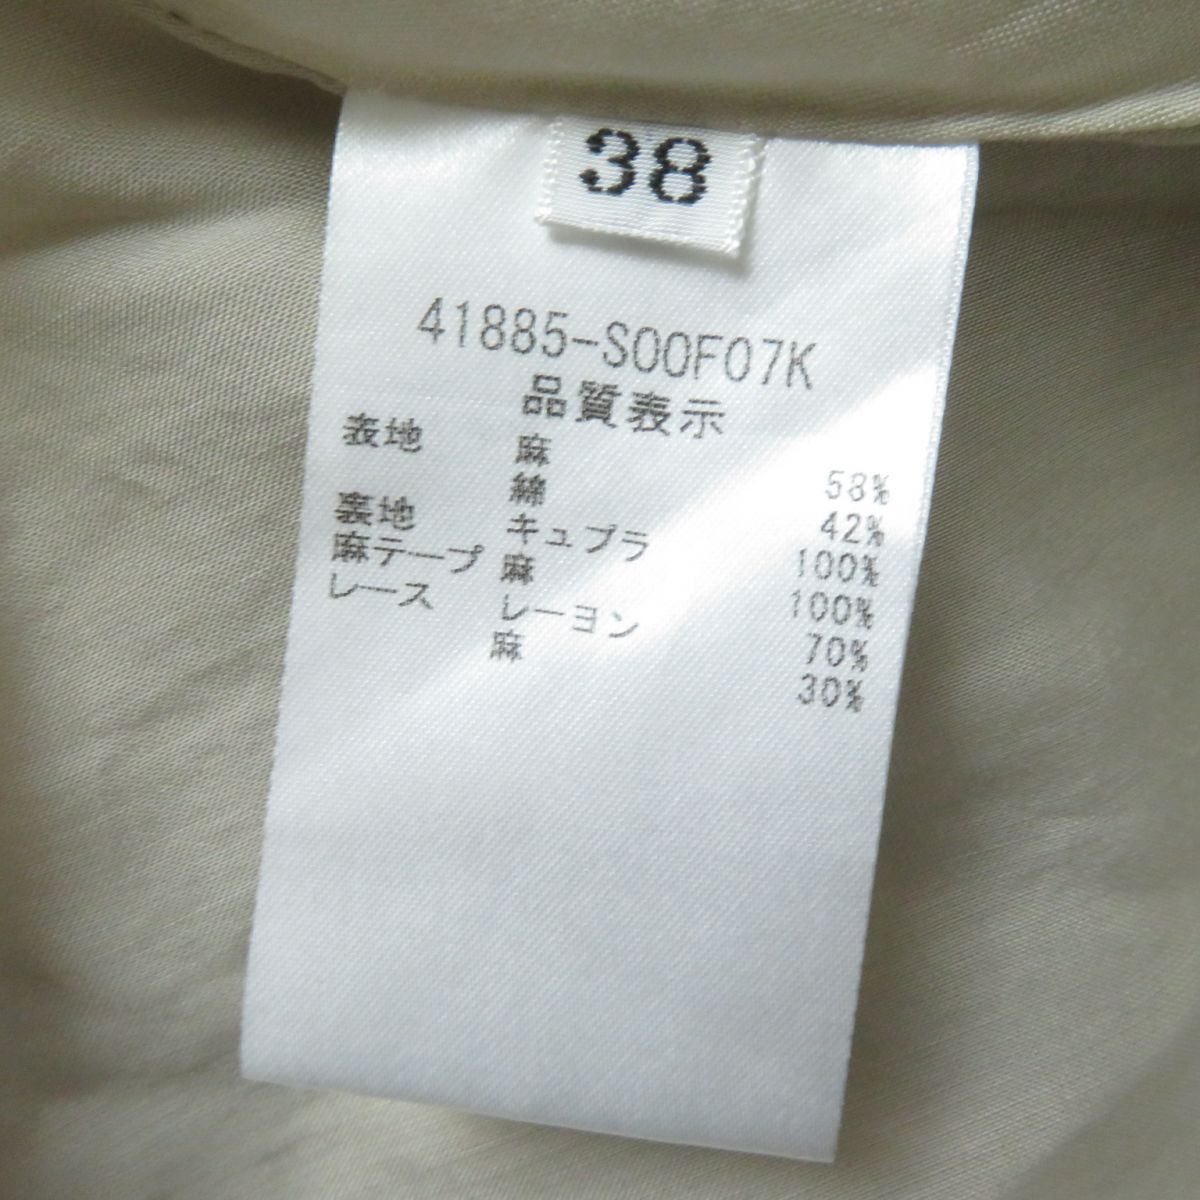 38
41885-S00F07K
品質表示
表地 麻 58%
綿 42%
裏地 キュプラ 100%
麻テープ 麻 100%
レース レーヨン 70%
麻 30%